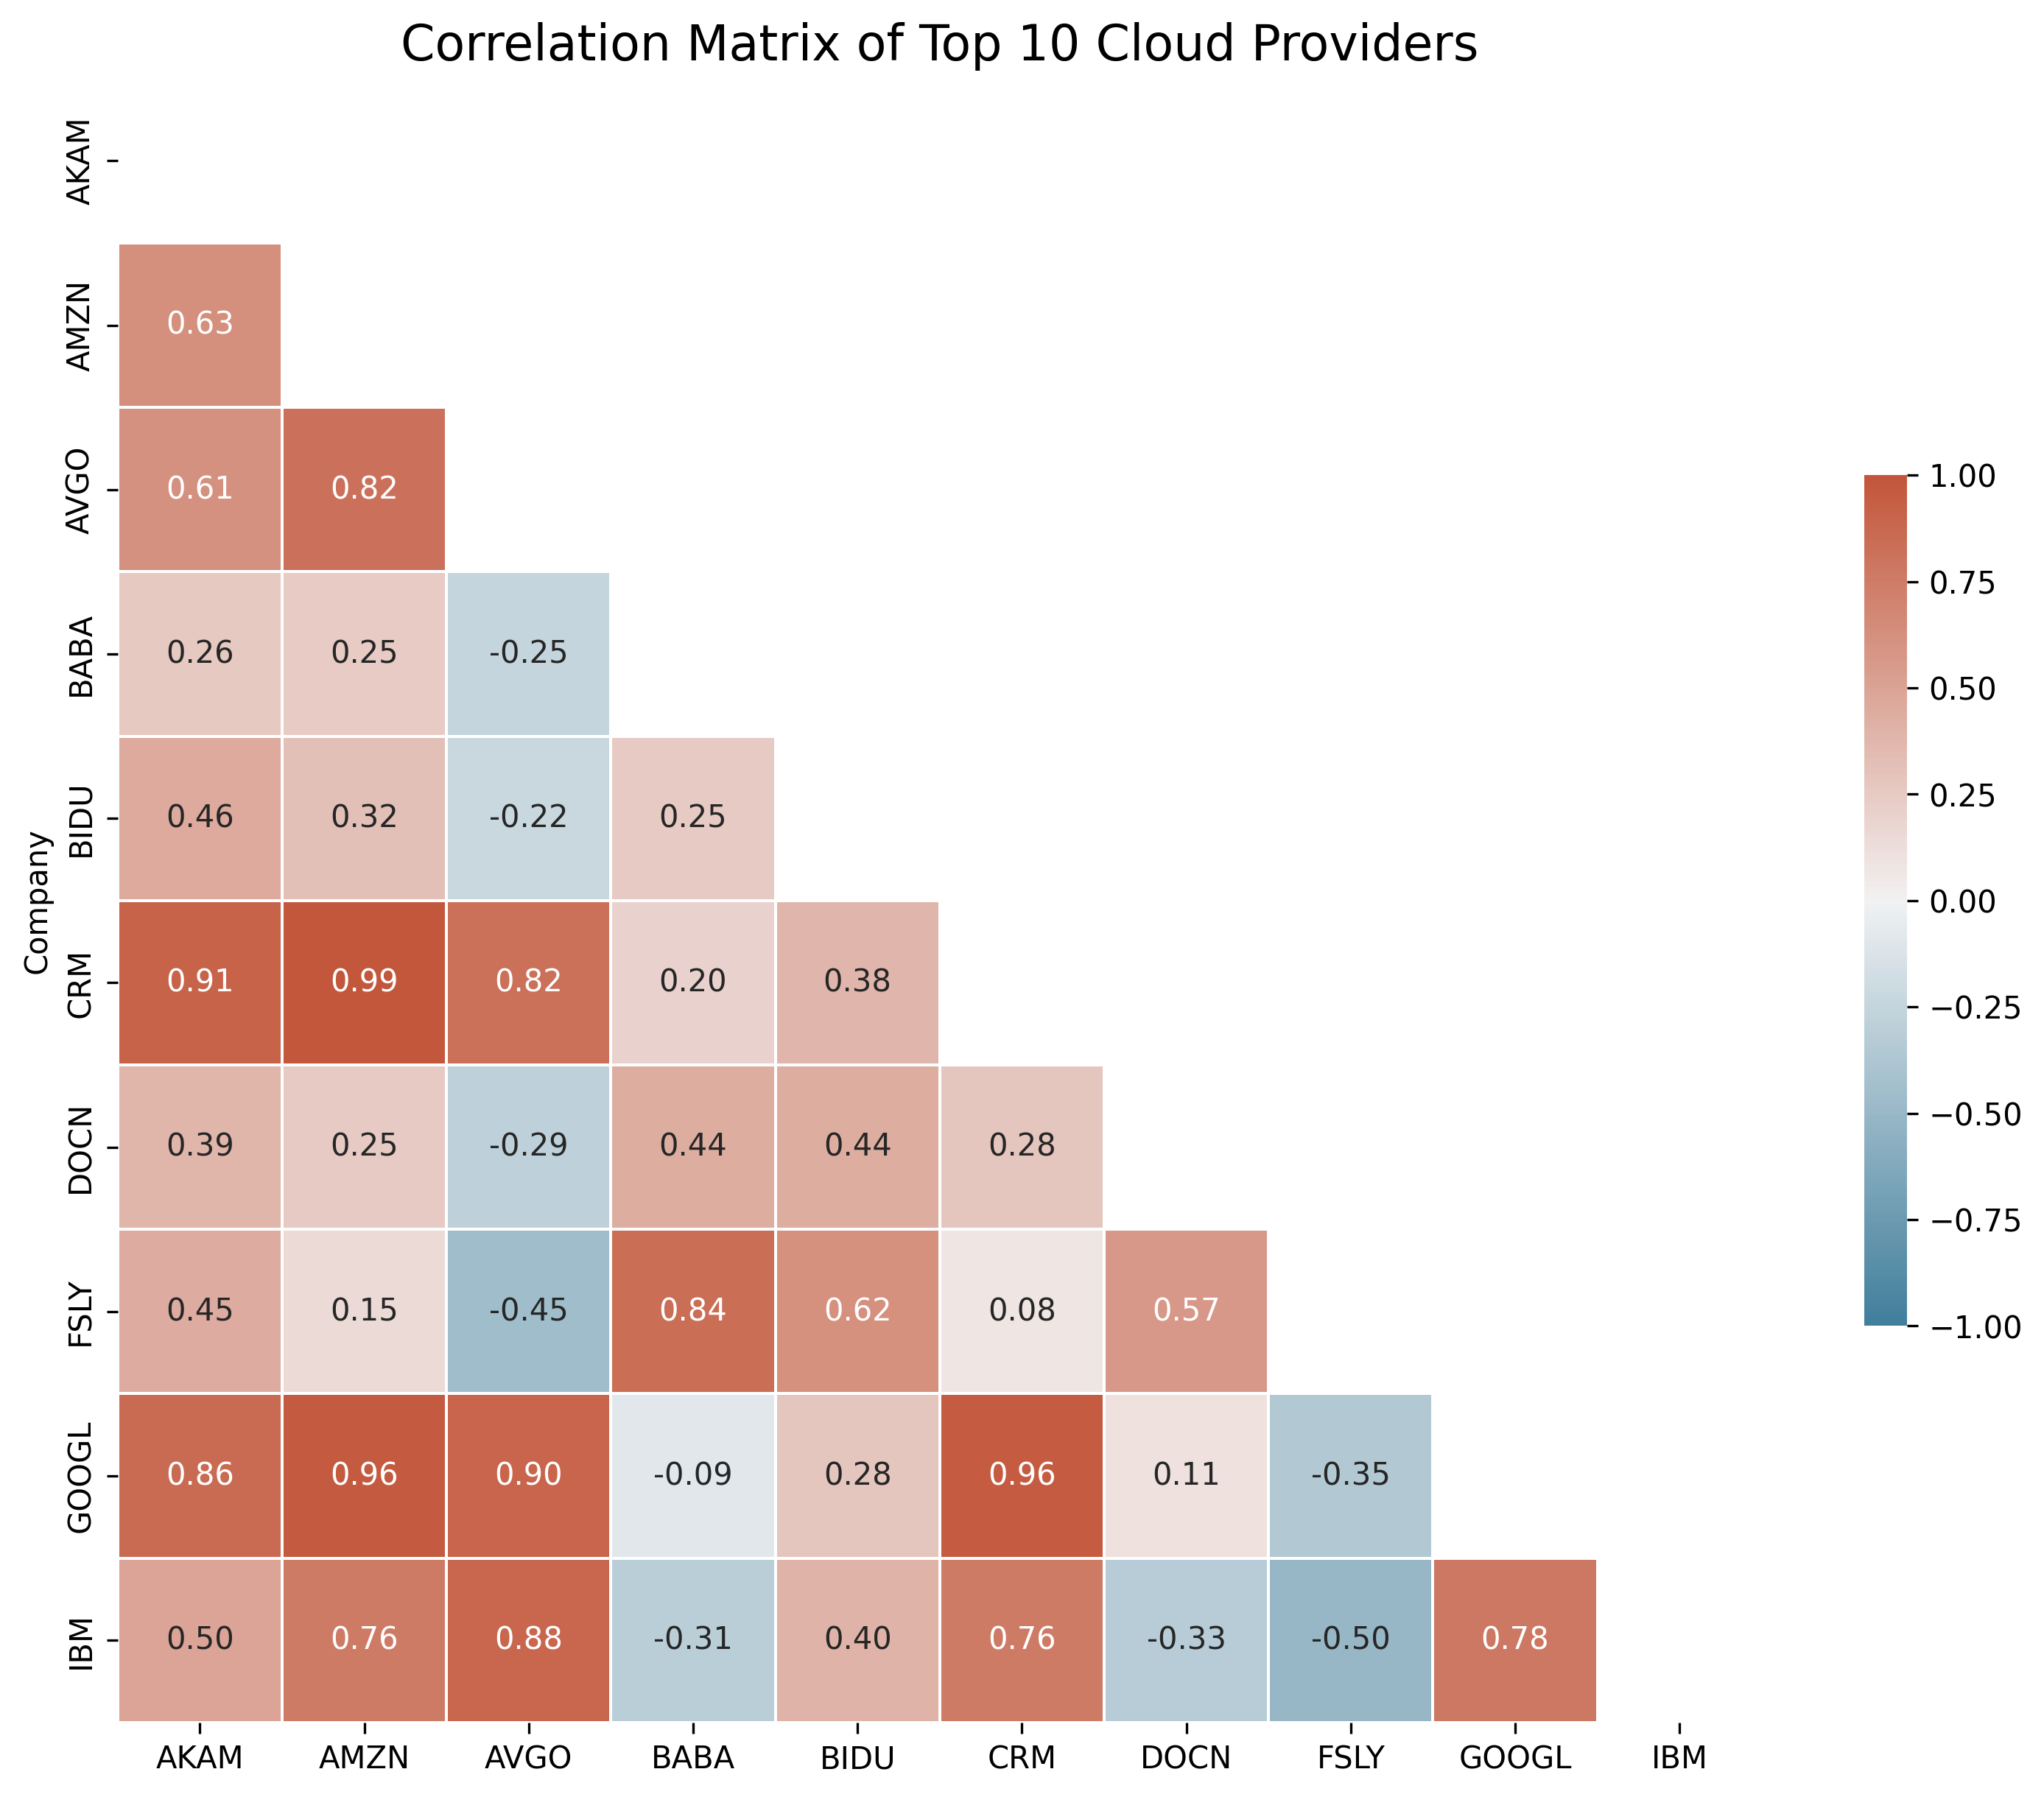 Correlation Matrix of Top 10 Cloud Providers
AKAM
AMZN 0.63
AVGO 0.61 0.82
BABA 0.26 0.25 -0.25
BIDU 0.46 0.32 -0.22 0.25
CRM 0.91 0.99 0.82 0.20 0.38
DOCN 0.39 0.25 -0.29 0.44 0.44 0.28
FSLY 0.45 0.15 -0.45 0.84 0.62 0.08 0.57
GOOGL 0.86 0.96 0.90 -0.09 0.28 0.96 0.11 -0.35
IBM 0.50 0.76 0.88 -0.31 0.40 0.76 -0.33 -0.50 0.78
AKAM AMZN AVGO BABA BIDU CRM DOCN FSLY GOOGL IBM
Company
1.00
0.75
0.50
0.25
0.00
−0.25
−0.50
−0.75
−1.00